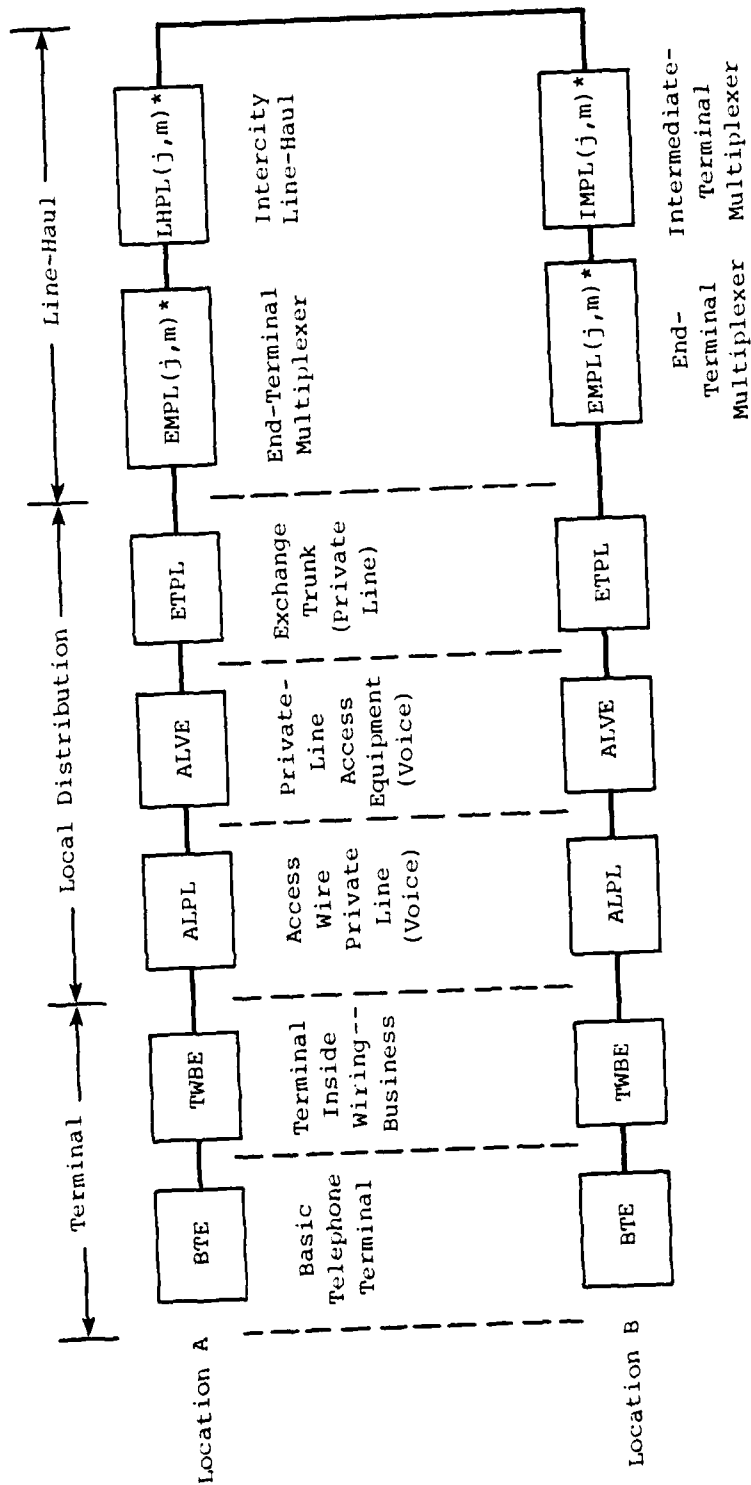 Terminal
Local Distribution
Line-Haul
Location A
BTE
TWBE
ALPL
ALVE
ETPL
EMPL(j,m)*
LHPL(j,m)*
Basic
Telephone
Terminal
Terminal
Inside
Wiring--
Business
Access
Wire
Private
Line
(Voice)
Private-
Line
Access
Equipment
(Voice)
Exchange
Trunk
(Private
Line)
End-Terminal
Multiplexer
Intercity
Line-Haul
Location B
BTE
TWBE
ALPL
ALVE
ETPL
EMPL(j,m)*
IMPL(j,m)*
End-
Terminal
Multiplexer
Intermediate-
Terminal
Multiplexer